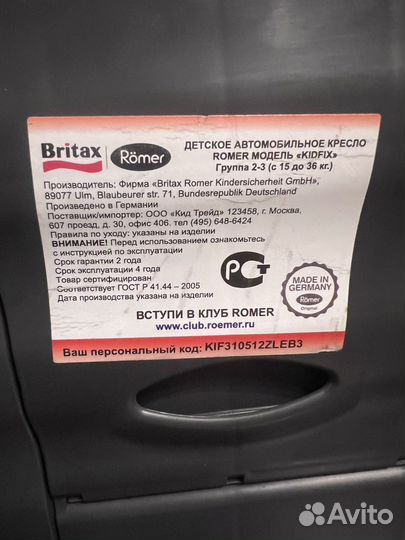 Britax
Römer
ДЕТСКОЕ АВТОМОБИЛЬНОЕ КРЕСЛО
ROMER МОДЕЛЬ «KIDFIX»
Группа 2-3 (с 15 до 36 кг.)
Производитель: Фирма «Britax Romer Kindersicherheit GmbH»,
89077 Ulm, Blaubeurer str. 71, Bundesrepublik Deutschland
Произведено в Германии
Поставщик/импортер: ООО «Кид Трейд» 123458, г. Москва,
607 проезд, д. 30, офис 406. тел (495) 648-6424
Правила по уходу: указаны на изделии
ВНИМАНИЕ! Перед использованием ознакомьтесь
с инструкцией по эксплуатации
Срок гарантии 2 года
Срок эксплуатации 4 года
Товар сертифицирован
Соответствует ГОСТ Р 41.44 – 2005
Дата производства указана на изделии
РСТ
MADE IN
GERMANY
Römer
Original
ВСТУПИ В КЛУБ ROMER
www.club.roemer.ru
Ваш персональный код: KIF310512ZLEB3
Avito